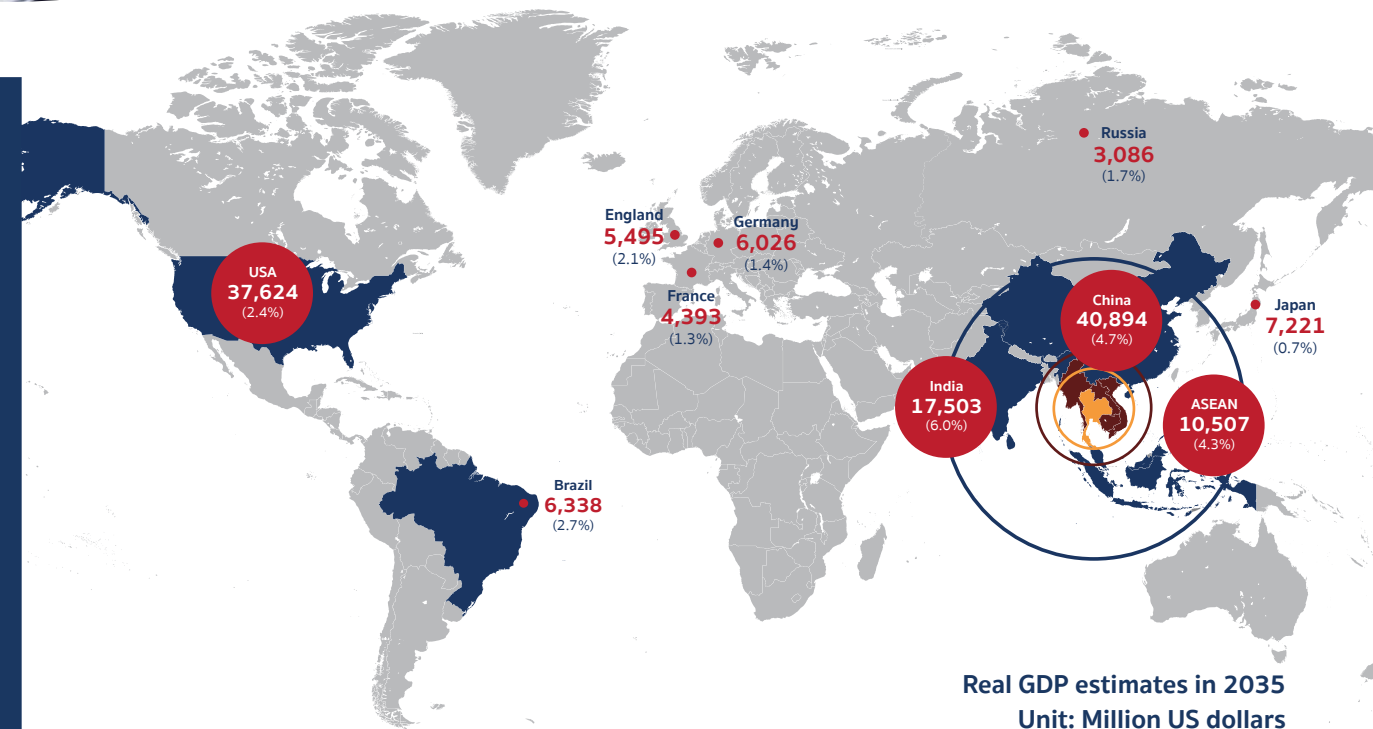 Russia
3,086
(1.7%)
England
5,495
(2.1%)
Germany
6,026
(1.4%)
USA
37,624
(2.4%)
France
4,393
(1.3%)
China
40,894
(4.7%)
Japan
7,221
(0.7%)
India
17,503
(6.0%)
ASEAN
10,507
(4.3%)
Brazil
6,338
(2.7%)
Real GDP estimates in 2035
Unit: Million US dollars